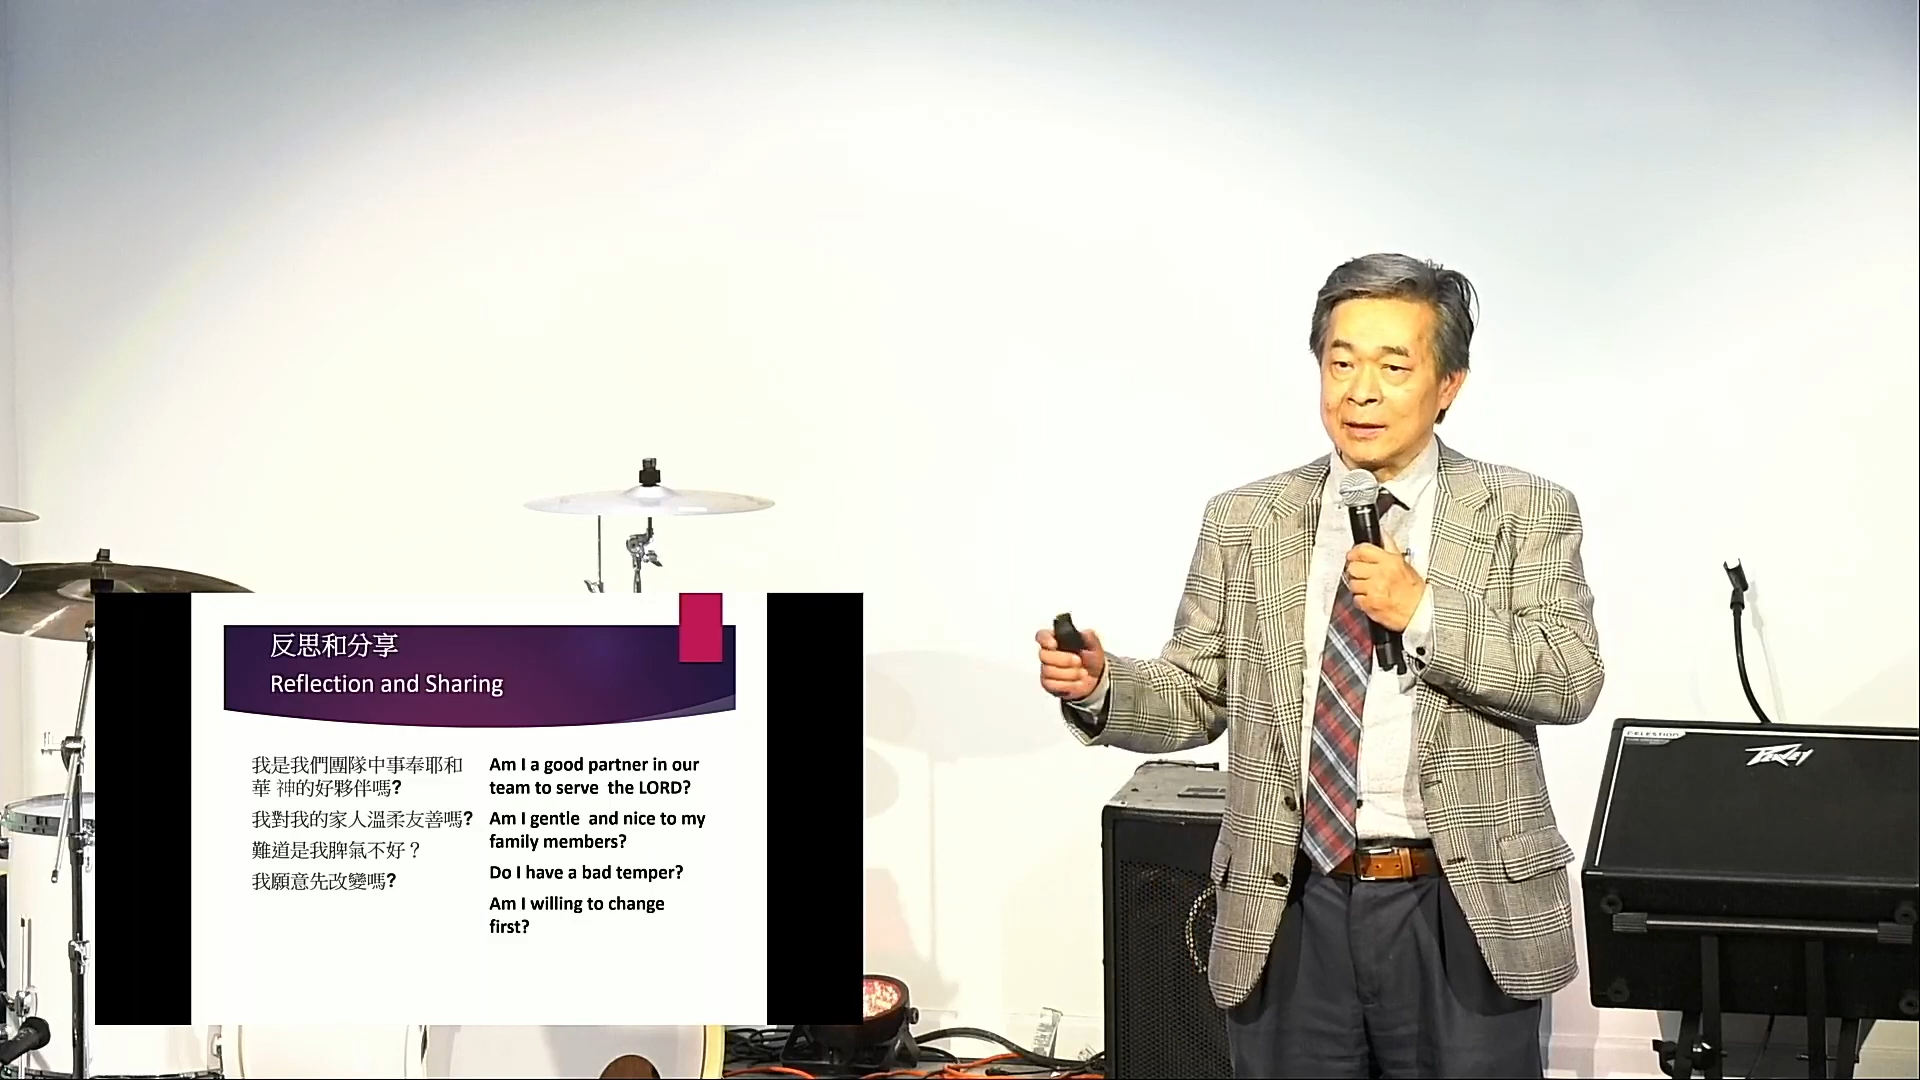 反思和分享
Reflection and Sharing
我是我們團隊中事奉耶和
華 神的好夥伴嗎?
我對我的家人溫柔友善嗎?
難道是我脾氣不好？
我願意先改變嗎?
Am I a good partner in our
team to serve  the LORD?
Am I gentle  and nice to my
family members?
Do I have a bad temper?
Am I willing to change
first?
CELESTION
PEAVEY